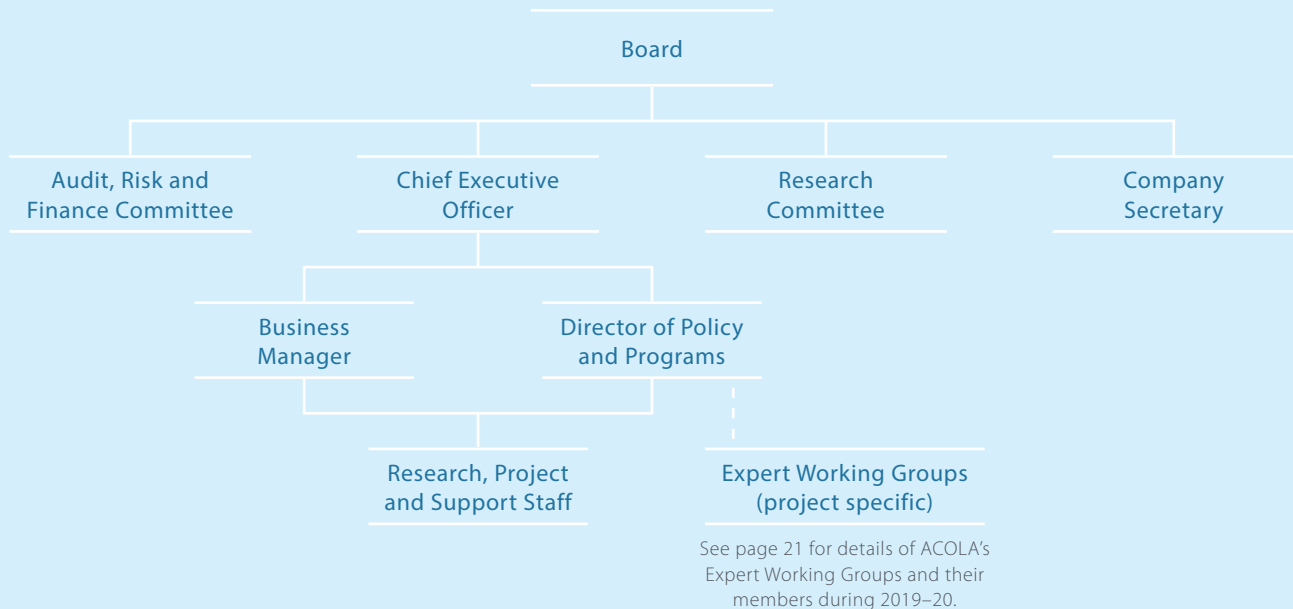 Board
Audit, Risk and
Finance Committee
Chief Executive
Officer
Research
Committee
Company
Secretary
Business
Manager
Director of Policy
and Programs
Research, Project
and Support Staff
Expert Working Groups
(project specific)
See page 21 for details of ACOLA’s
Expert Working Groups and their
members during 2019–20.